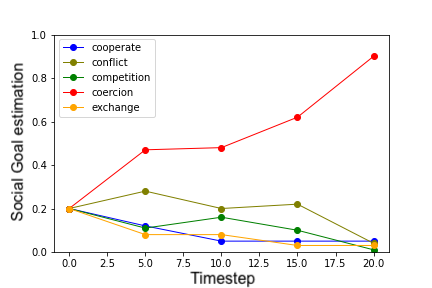 1.0
0.8
0.6
0.4
0.2
0.0
Social Goal estimation
cooperate
conflict
competition
coercion
exchange
0.0 2.5 5.0 7.5 10.0 12.5 15.0 17.5 20.0
Timestep